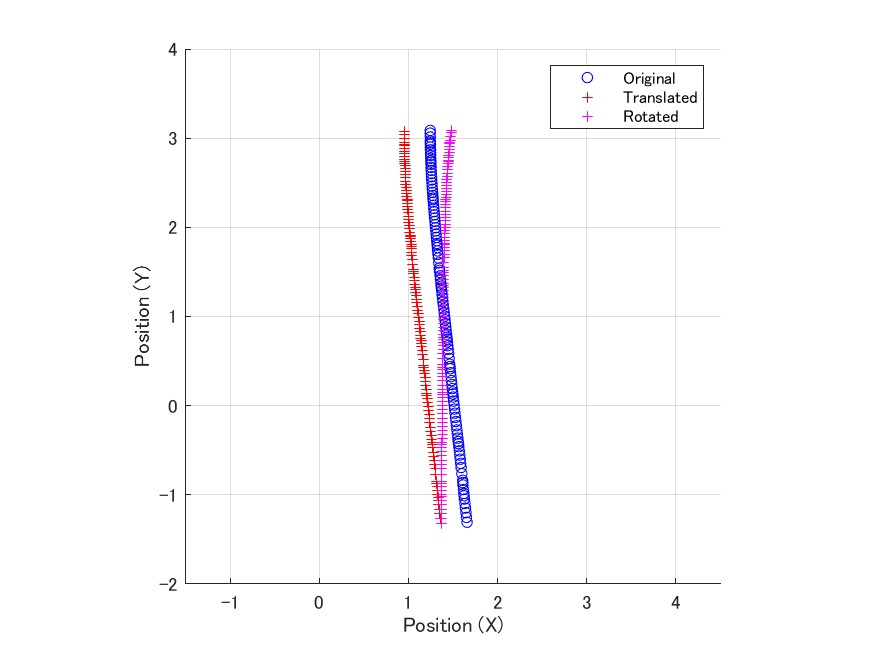 4
3
2
1
0
−1
−2
−1
0
1
2
3
4
Position (Y)
Position (X)
Original
Translated
Rotated